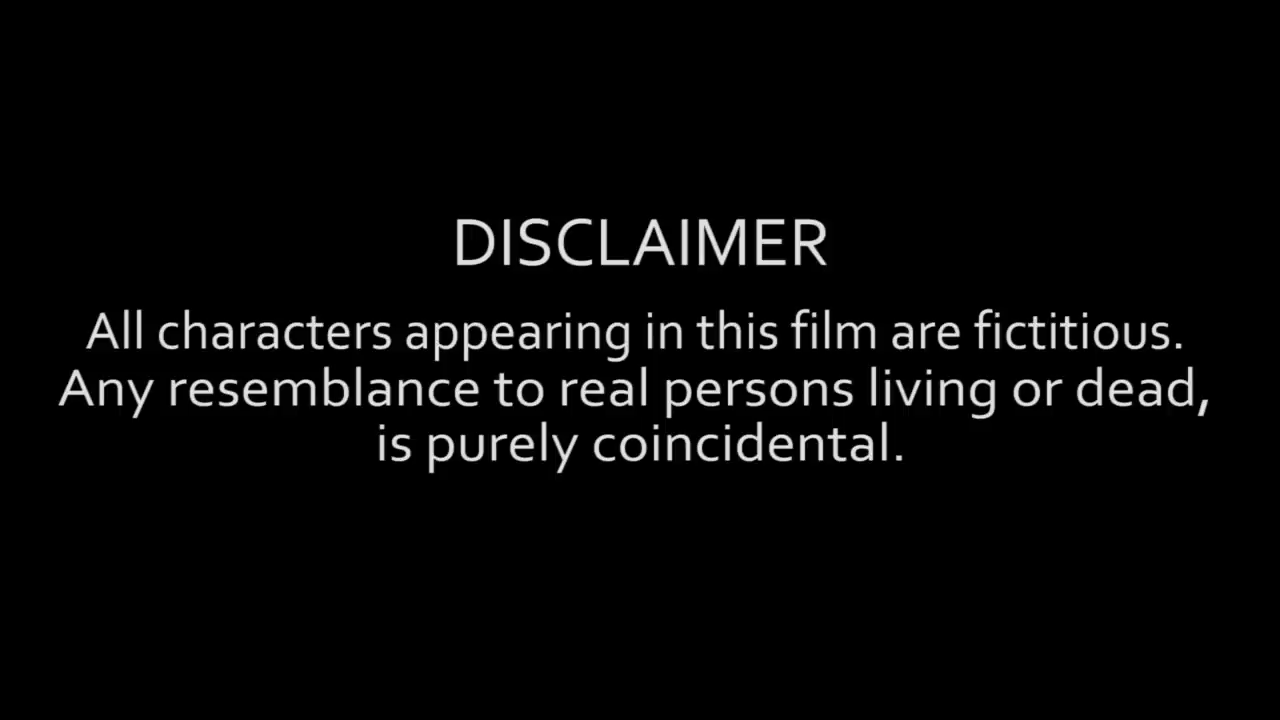 DISCLAIMER
All characters appearing in this film are fictitious.
Any resemblance to real persons living or dead,
is purely coincidental.